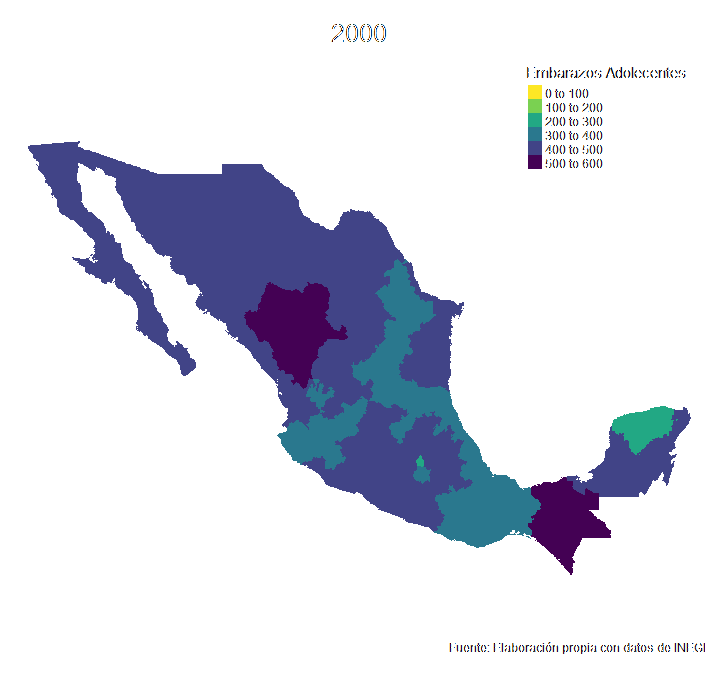 2000
Embarazos Adolecentes
0 to 100
100 to 200
200 to 300
300 to 400
400 to 500
500 to 600
Fuente: Elaboración propia con datos de INEGI